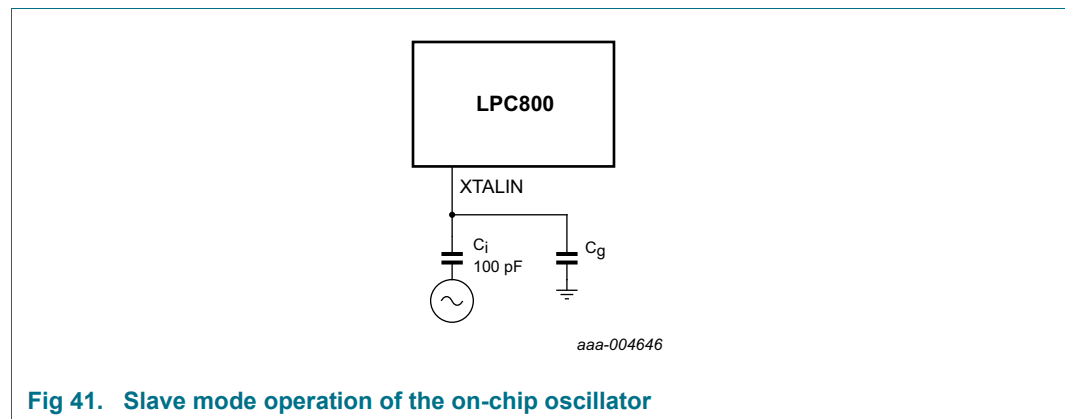 LPC800
XTALIN
Ci
100 pF
Cg
aaa-004646
Fig 41. Slave mode operation of the on-chip oscillator